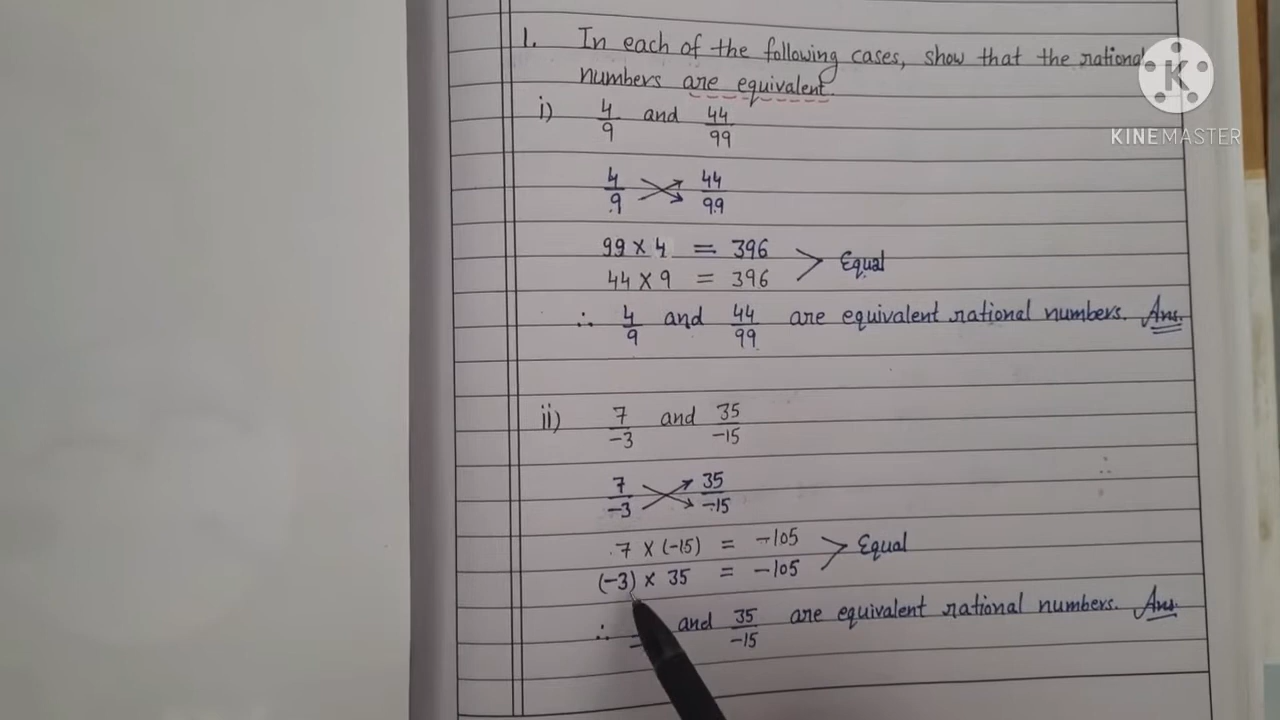 1. In each of the following cases, show that the rational
numbers are equivalent.
i) 4/9 and 44/99
4/9 44/99
99 × 4 = 396
44 × 9 = 396
> Equal
∴ 4/9 and 44/99 are equivalent rational numbers. Ans.
ii) 7/-3 and 35/-15
7/-3 35/-15
7 × (-15) = -105
(-3) × 35 = -105
> Equal
∴ and 35/-15 are equivalent rational numbers. Ans.
K
KINEMASTER